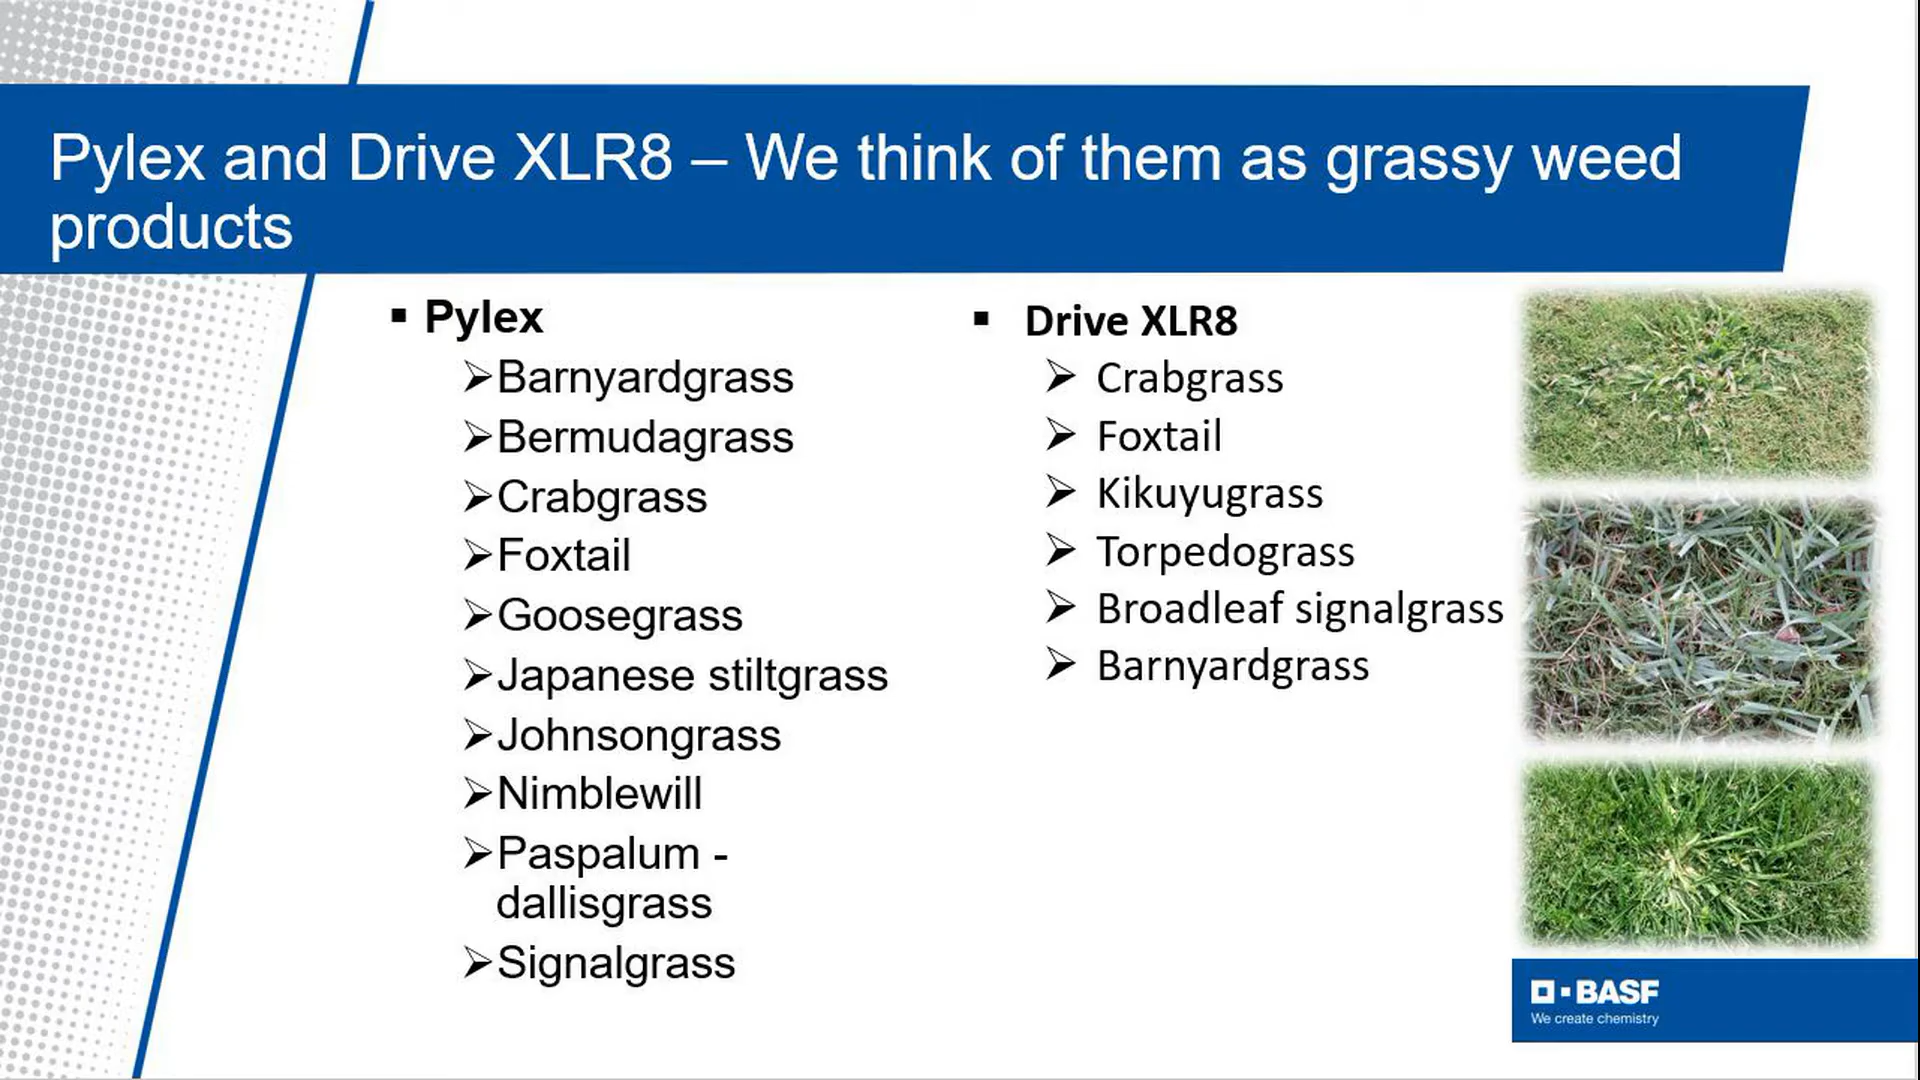 Pylex and Drive XLR8 – We think of them as grassy weed
products
▪ Pylex
➢Barnyardgrass
➢Bermudagrass
➢Crabgrass
➢Foxtail
➢Goosegrass
➢Japanese stiltgrass
➢Johnsongrass
➢Nimblewill
➢Paspalum -
dallisgrass
➢Signalgrass
▪ Drive XLR8
➢ Crabgrass
➢ Foxtail
➢ Kikuyugrass
➢ Torpedograss
➢ Broadleaf signalgrass
➢ Barnyardgrass
BASF
We create chemistry